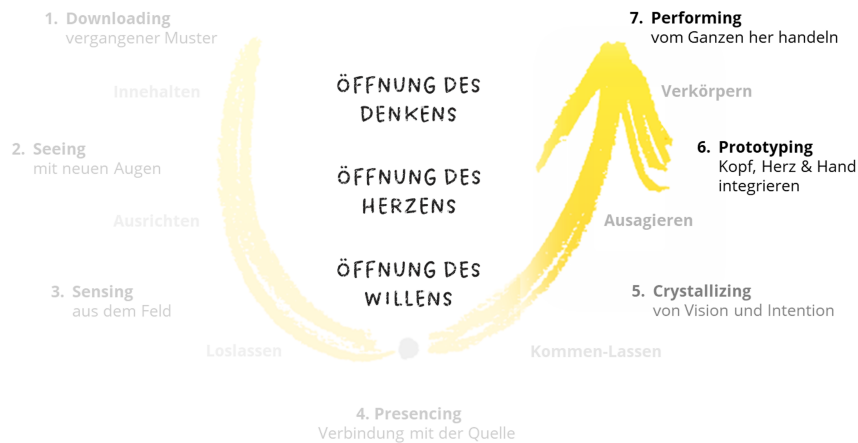 1. Downloading
vergangener Muster
Innehalten
2. Seeing
mit neuen Augen
Ausrichten
3. Sensing
aus dem Feld
Loslassen
4. Presencing
Verbindung mit der Quelle
ÖFFNUNG DES
DENKENS
ÖFFNUNG DES
HERZENS
ÖFFNUNG DES
WILLENS
7. Performing
vom Ganzen her handeln
Verkörpern
6. Prototyping
Kopf, Herz & Hand
integrieren
Ausagieren
5. Crystallizing
von Vision und Intention
Kommen-Lassen